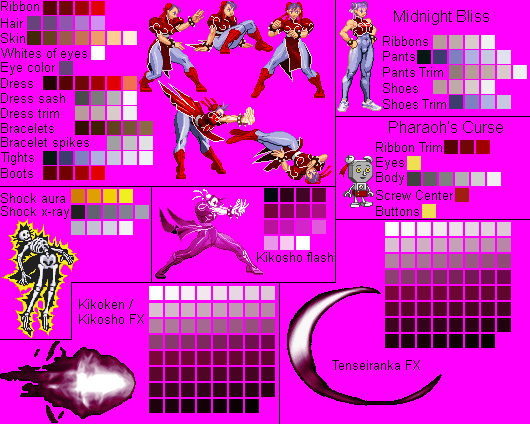 Ribbon
Hair
Skin
Whites of eyes
Eye color
Dress
Dress sash
Dress trim
Bracelets
Bracelet spikes
Tights
Boots
Midnight Bliss
Ribbons
Pants
Pants Trim
Shoes
Shoes Trim
Pharaoh's Curse
Ribbon Trim
Eyes
Body
Screw Center
Buttons
Shock aura
Shock x-ray
Kikosho flash
Kikoken /
Kikosho FX
Tenseiranka FX